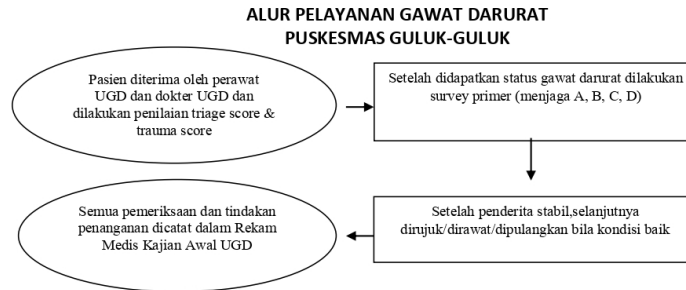 ALUR PELAYANAN GAWAT DARURAT
PUSKESMAS GULUK-GULUK
Pasien diterima oleh perawat
UGD dan dokter UGD dan
dilakukan penilaian triage score &
trauma score
Setelah didapatkan status gawat darurat dilakukan
survey primer (menjaga A, B, C, D)
Setelah penderita stabil,selanjutnya
dirujuk/dirawat/dipulangkan bila kondisi baik
Semua pemeriksaan dan tindakan
penanganan dicatat dalam Rekam
Medis Kajian Awal UGD